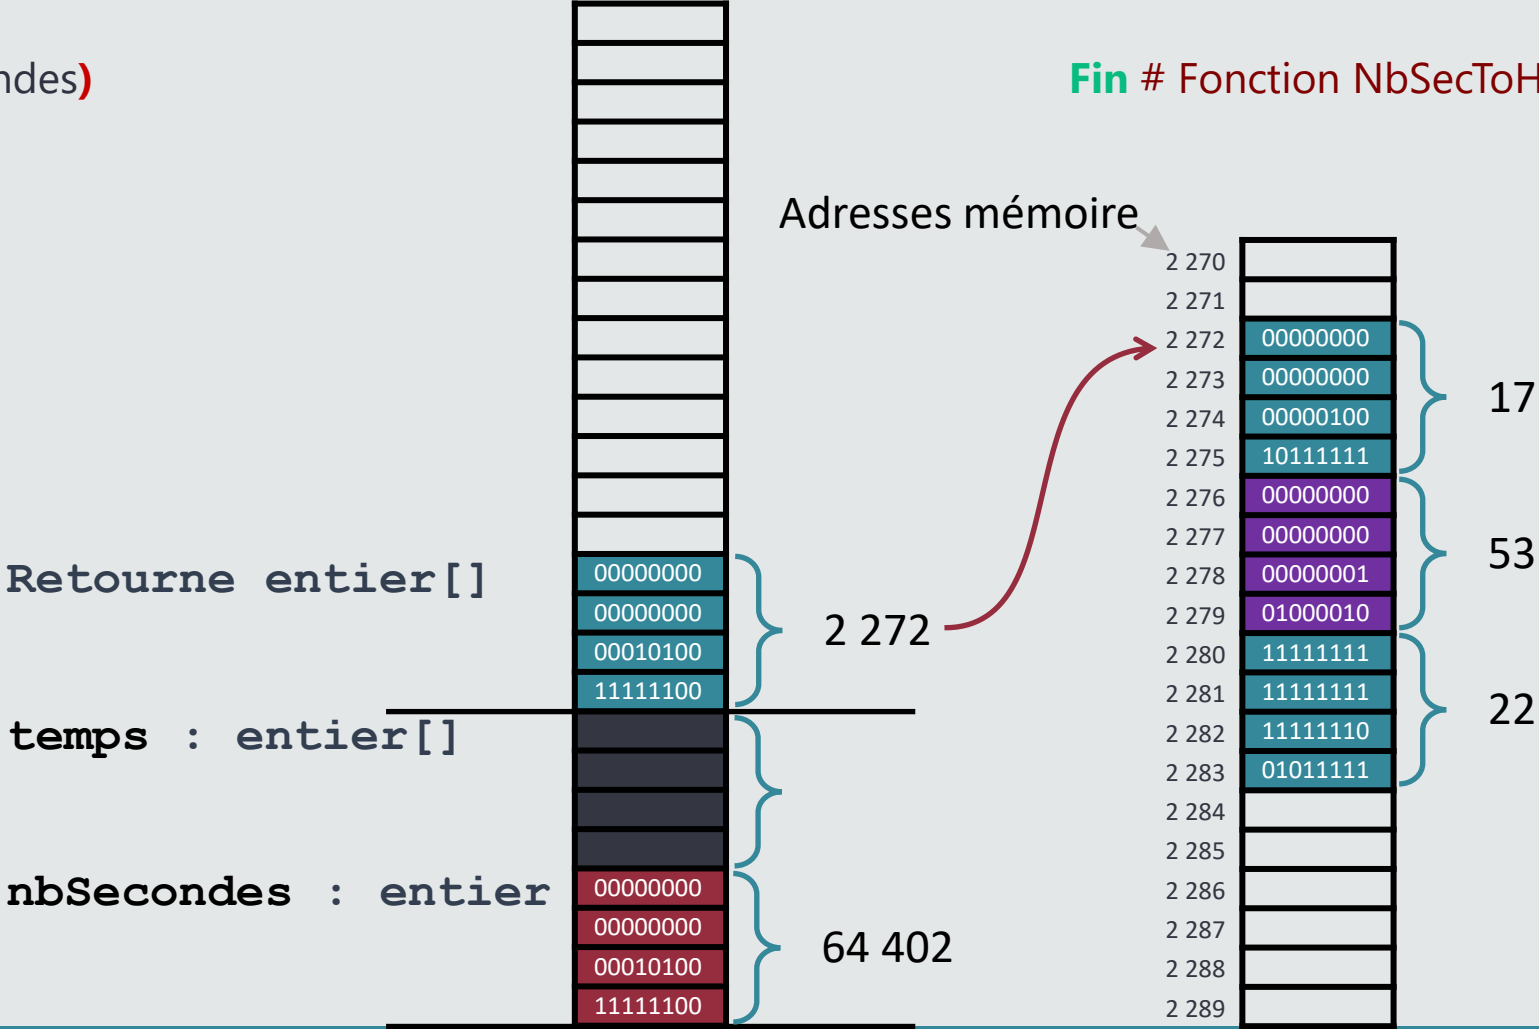 ndes)
Fin # Fonction NbSecToH
Adresses mémoire
2 270
2 271
2 272 00000000
2 273 00000000
2 274 00000100
2 275 10111111
17
2 276 00000000
2 277 00000000
2 278 00000001
2 279 01000010
53
2 280 11111111
2 281 11111111
2 282 11111110
2 283 01011111
22
2 284
2 285
2 286
2 287
2 288
2 289
Retourne entier[]
00000000
00000000
00010100
11111100
2 272
temps : entier[]
nbSecondes : entier
00000000
00000000
00010100
11111100
64 402